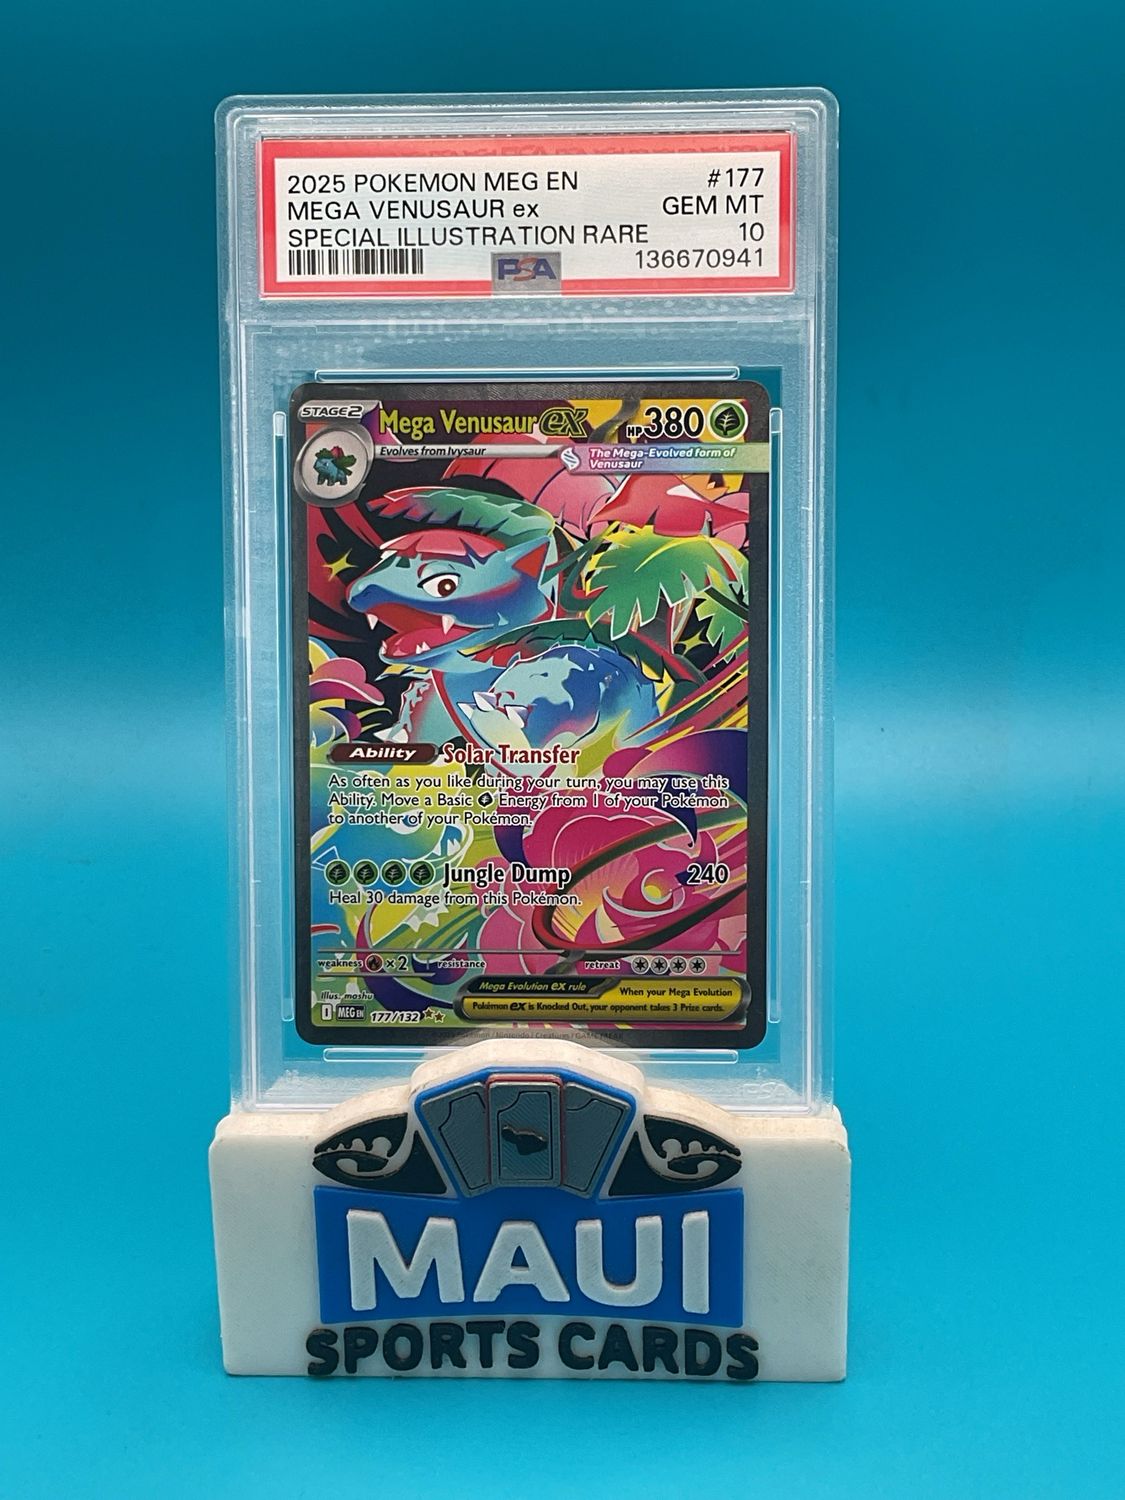 2025 POKEMON MEG EN #177
MEGA VENUSAUR ex GEM MT
SPECIAL ILLUSTRATION RARE 10
PSA 136670941
STAGE 2 Mega Venusaur ex HP 380
Evolves from Ivysaur The Mega-Evolved form of
Venusaur
Ability Solar Transfer
As often as you like during your turn, you may use this
Ability. Move a Basic Energy from 1 of your Pokémon
to another of your Pokémon.
Jungle Dump 240
Heal 30 damage from this Pokémon.
weakness ×2 resistance retreat
Mega Evolution ex rule When your Mega Evolution
Pokémon ex is Knocked Out, your opponent takes 3 Prize cards.
Illus. mashu
I MEG EN 177/132
MAUI
SPORTS CARDS